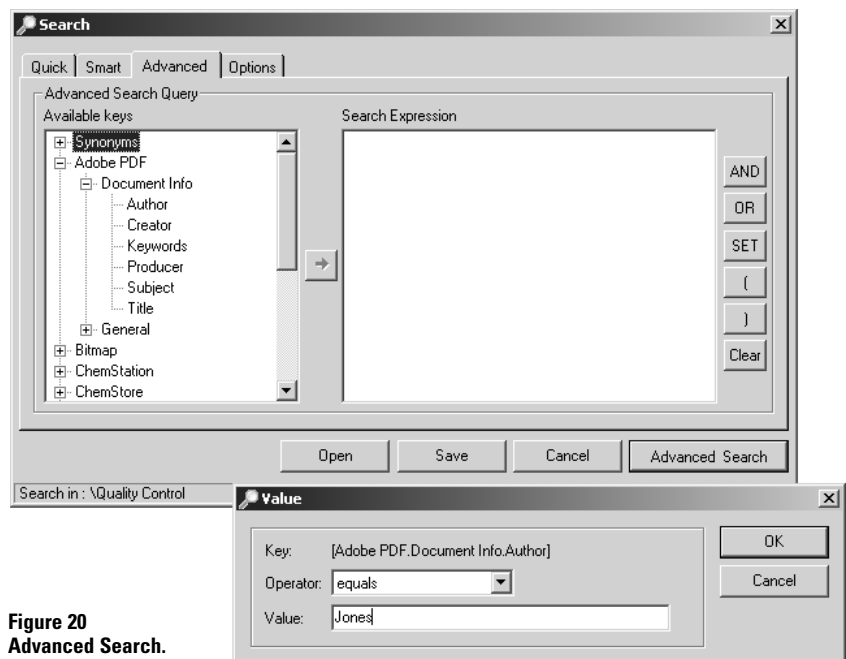 Search
Quick Smart Advanced Options
Advanced Search Query
Available keys
Search Expression
Synonyms
Adobe PDF
Document Info
Author
Creator
Keywords
Producer
Subject
Title
General
Bitmap
ChemStation
ChemStore
AND
OR
SET
(
)
Clear
Open Save Cancel Advanced Search
Search in : \Quality Control
Value
Key: [Adobe PDF.Document Info.Author]
Operator: equals
Value: Jones
OK
Cancel
Figure 20
Advanced Search.